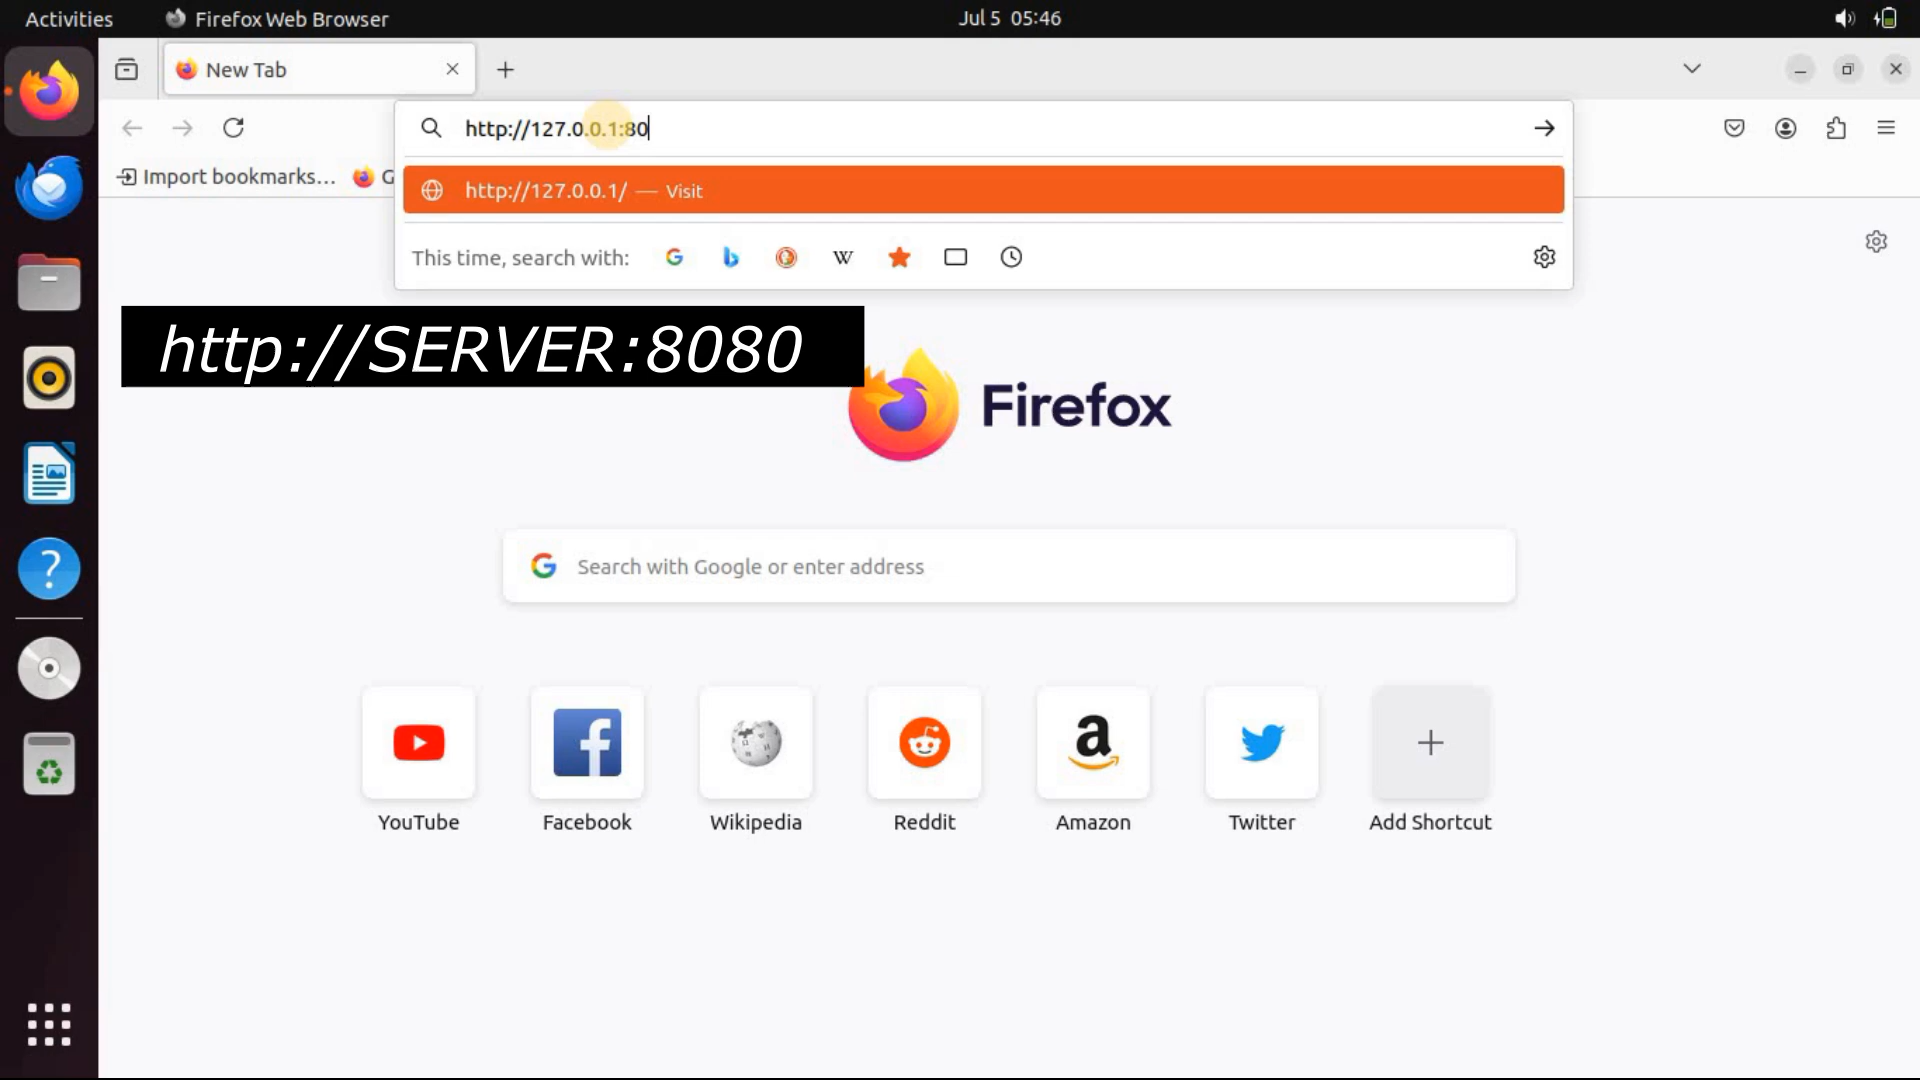 Activities
Firefox Web Browser
Jul 5 05:46
New Tab
http://127.0.0.1:80
Import bookmarks...
G
http://127.0.0.1/ — Visit
This time, search with:
http://SERVER:8080
Firefox
Search with Google or enter address
YouTube
Facebook
Wikipedia
Reddit
Amazon
Twitter
Add Shortcut